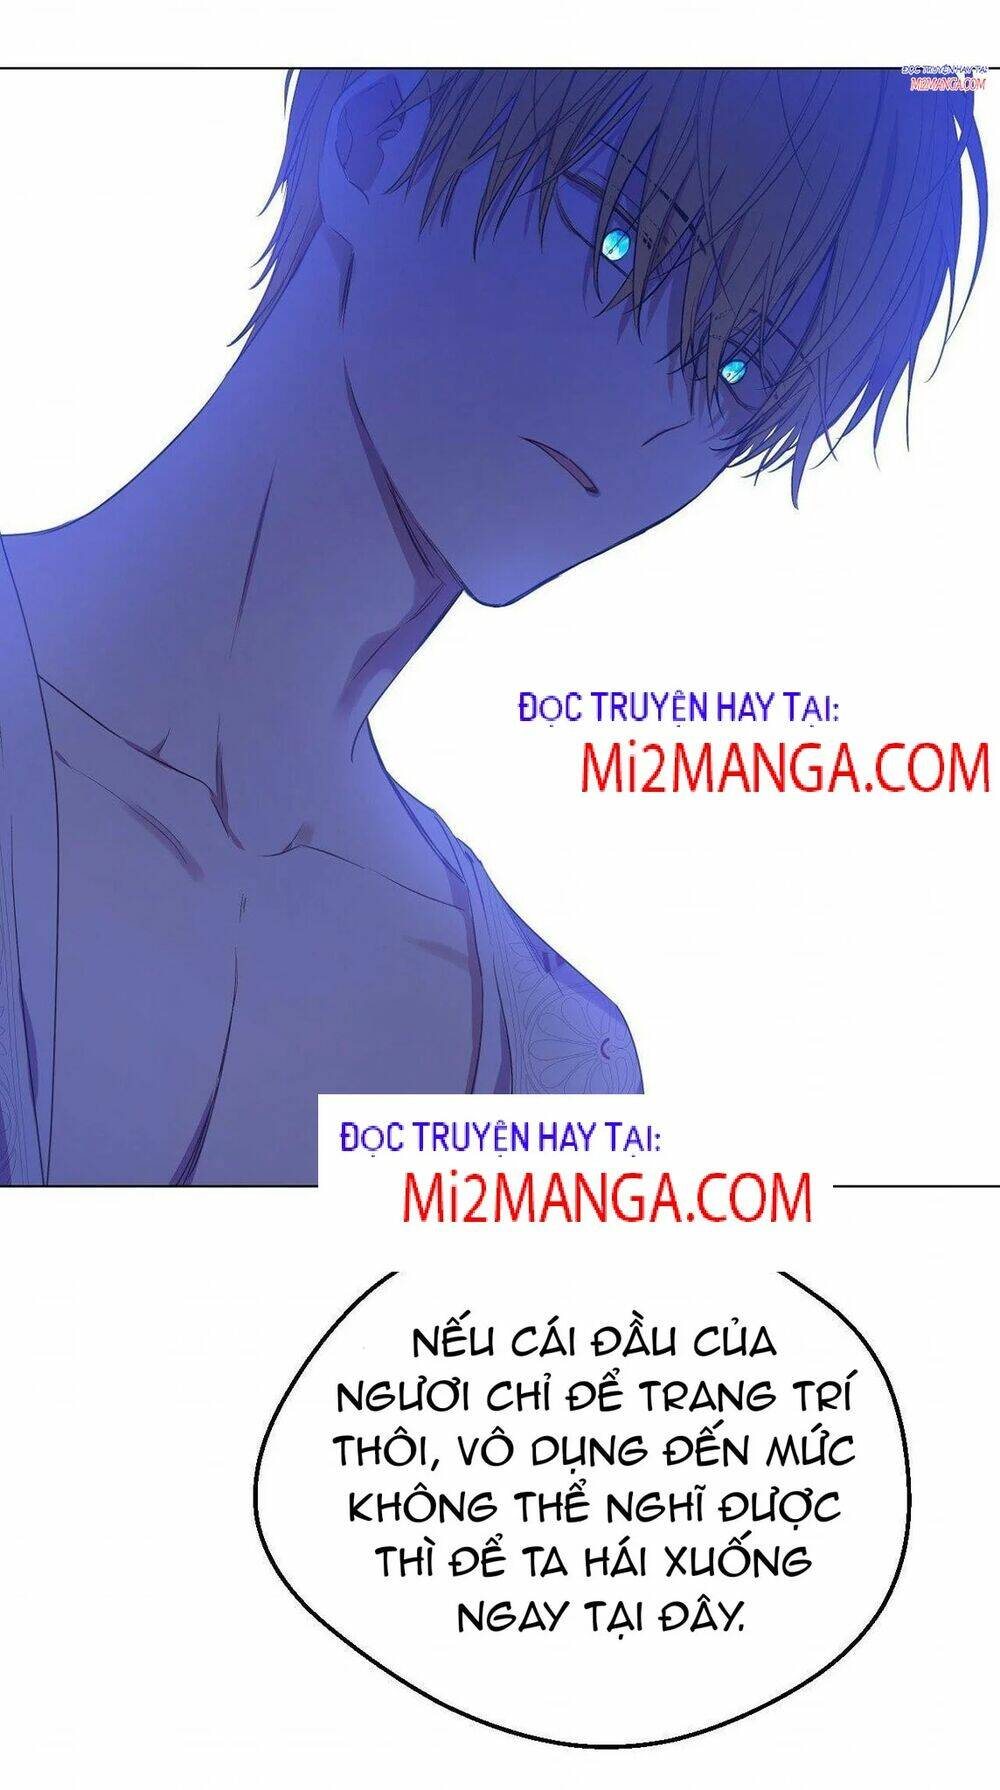 ĐỌC TRUYỆN HAY TẠI
MI2MANGA.COM
ĐỌC TRUYỆN HAY TẠI:
MI2MANGA.COM
ĐỌC TRUYỆN HAY TẠI:
MI2MANGA.COM
NẾU CÁI ĐẦU CỦA
NGƯƠI CHỈ ĐỂ TRANG TRÍ
THÔI, VÔ DỤNG ĐẾN MỨC
KHÔNG THỂ NGHĨ ĐƯỢC
THÌ ĐỂ TA HÁI XUỐNG
NGAY TẠI ĐÂY.